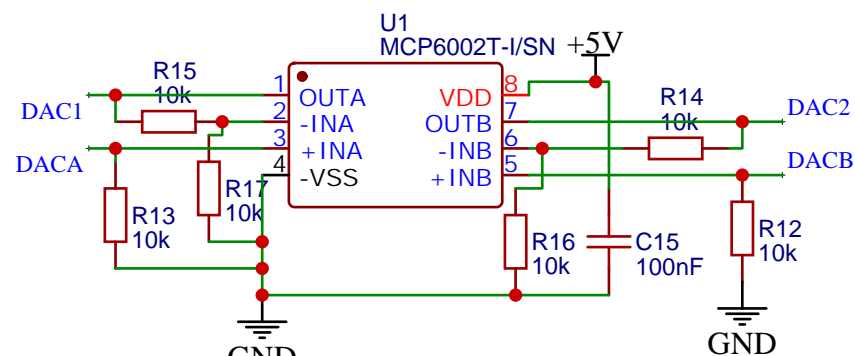 U1
MCP6002T-I/SN
+5V
R15
10k
DAC1
DACA
1
2
3
4
OUTA
-INA
+INA
-VSS
VDD
OUTB
-INB
+INB
8
7
6
5
R14
10k
DAC2
DACB
R13
10k
R17
10k
R16
10k
C15
100nF
R12
10k
GND
GND